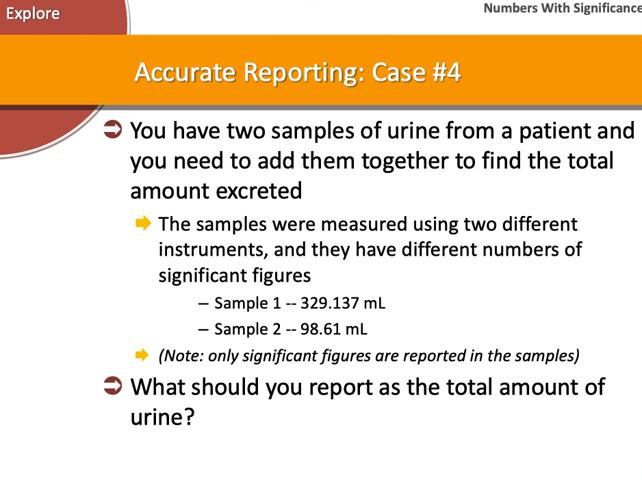 Explore
Numbers With Significance
Accurate Reporting: Case #4
You have two samples of urine from a patient and
you need to add them together to find the total
amount excreted
The samples were measured using two different
instruments, and they have different numbers of
significant figures
– Sample 1 -- 329.137 mL
– Sample 2 -- 98.61 mL
(Note: only significant figures are reported in the samples)
What should you report as the total amount of
urine?